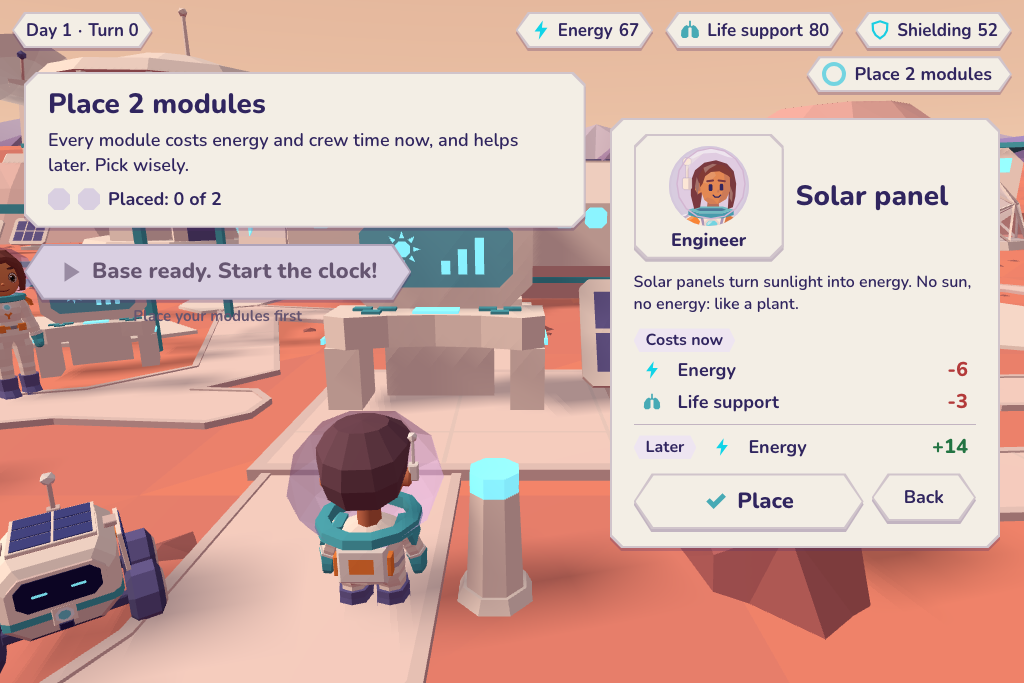 Day 1 · Turn 0
Energy 67
Life support 80
Shielding 52
Place 2 modules
Place 2 modules
Every module costs energy and crew time now, and helps
later. Pick wisely.
Placed: 0 of 2
Base ready. Start the clock!
Place your modules first
Engineer
Solar panel
Solar panels turn sunlight into energy. No sun,
no energy: like a plant.
Costs now
Energy -6
Life support -3
Later Energy +14
Place
Back